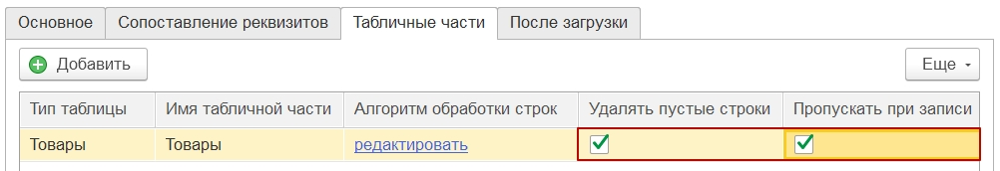 Основное Сопоставление реквизитов Табличные части После загрузки
Добавить Еще
Тип таблицы Имя табличной части Алгоритм обработки строк Удалять пустые строки Пропускать при записи
Товары Товары редактировать